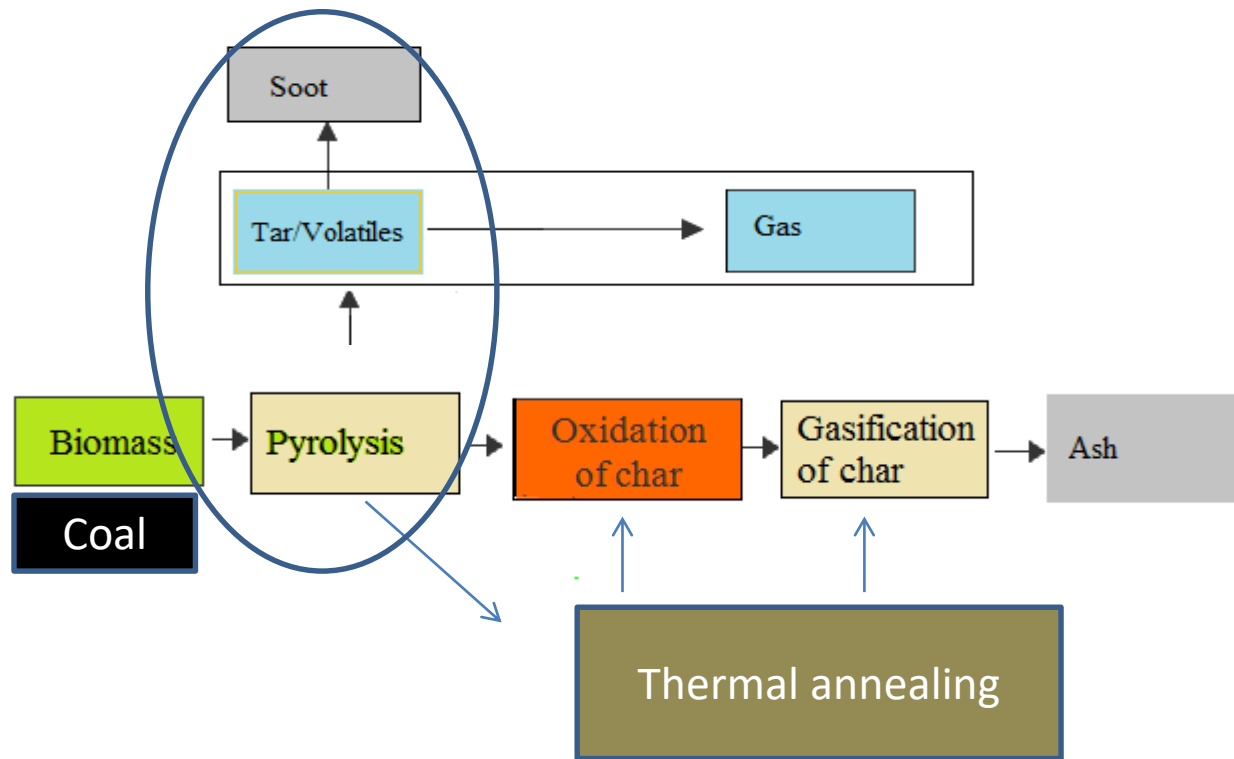 Soot
Tar/Volatiles
Gas
Biomass
Pyrolysis
Oxidation
of char
Gasification
of char
Ash
Coal
Thermal annealing